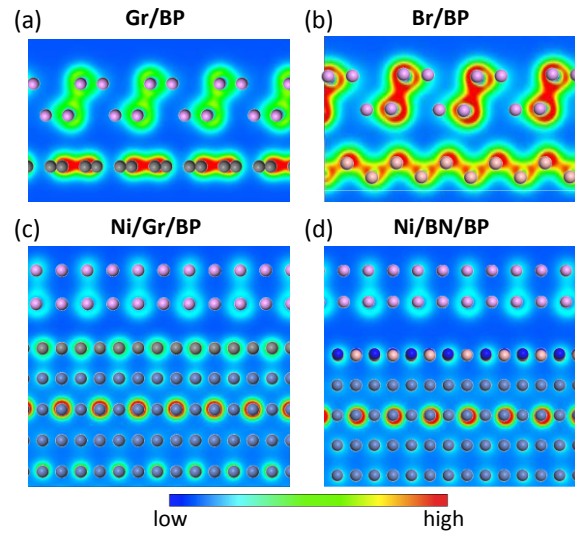 (a) Gr/BP
(b) Br/BP
(c) Ni/Gr/BP
(d) Ni/BN/BP
low high